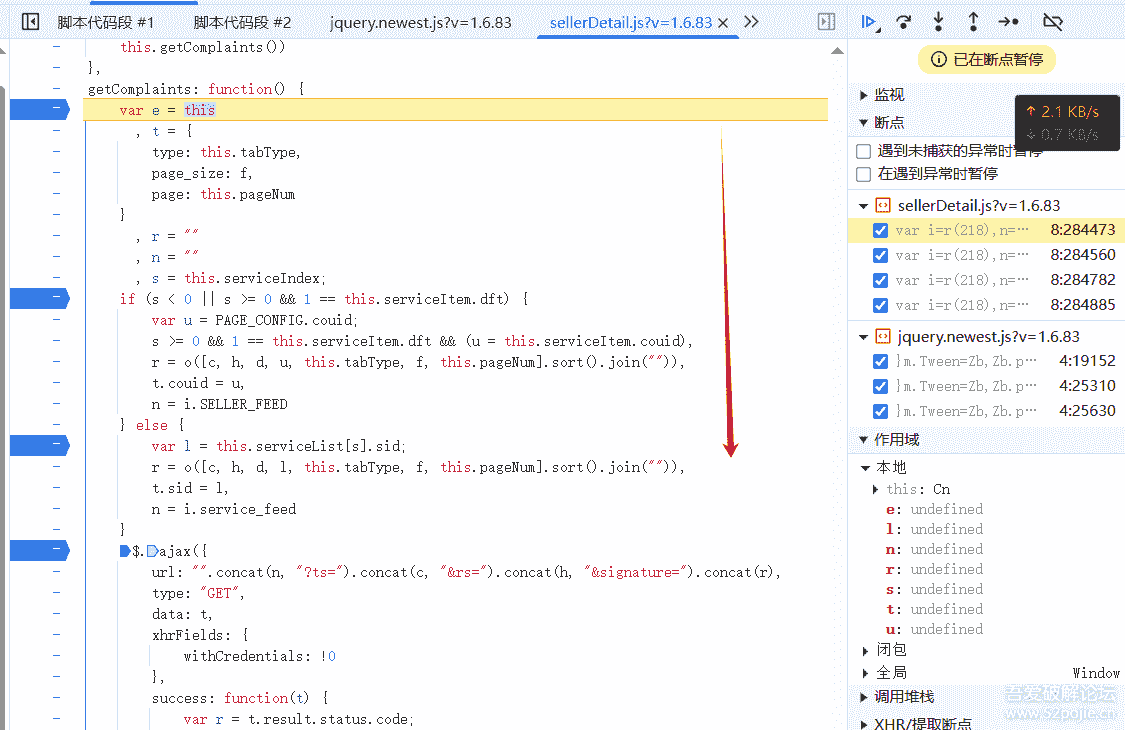 脚本代码段 #1
脚本代码段 #2
jquery.newest.js?v=1.6.83
sellerDetail.js?v=1.6.83
this.getComplaints())
},
getComplaints: function() {
var e = this
, t = {
type: this.tabType,
page_size: f,
page: this.pageNum
}
, r = ""
, n = ""
, s = this.serviceIndex;
if (s < 0 || s >= 0 && 1 == this.serviceItem.dft) {
var u = PAGE_CONFIG.couid;
s >= 0 && 1 == this.serviceItem.dft && (u = this.serviceItem.couid),
r = o([c, h, d, u, this.tabType, f, this.pageNum].sort().join("")),
t.couid = u,
n = i.SELLER_FEED
} else {
var l = this.serviceList[s].sid;
r = o([c, h, d, l, this.tabType, f, this.pageNum].sort().join("")),
t.sid = l,
n = i.service_feed
}
$.ajax({
url: "".concat(n, "?ts=").concat(c, "&rs=").concat(h, "&signature=").concat(r),
type: "GET",
data: t,
xhrFields: {
withCredentials: !0
},
success: function(t) {
var r = t.result.status.code;
已在断点暂停
监视
↑ 2.1 KB/s
↓ 0.7 KB/s
断点
遇到未捕获的异常时暂停
在遇到异常时暂停
sellerDetail.js?v=1.6.83
var i=r(218),n=… 8:284473
var i=r(218),n=… 8:284560
var i=r(218),n=… 8:284782
var i=r(218),n=… 8:284885
jquery.newest.js?v=1.6.83
}m.Tween=Zb,Zb.p… 4:19152
}m.Tween=Zb,Zb.p… 4:25310
}m.Tween=Zb,Zb.p… 4:25630
作用域
本地
this: Cn
e: undefined
l: undefined
n: undefined
r: undefined
s: undefined
t: undefined
u: undefined
闭包
全局 Window
调用堆栈
XHR/提取断点
吾爱破解论坛
www.52pojie.cn